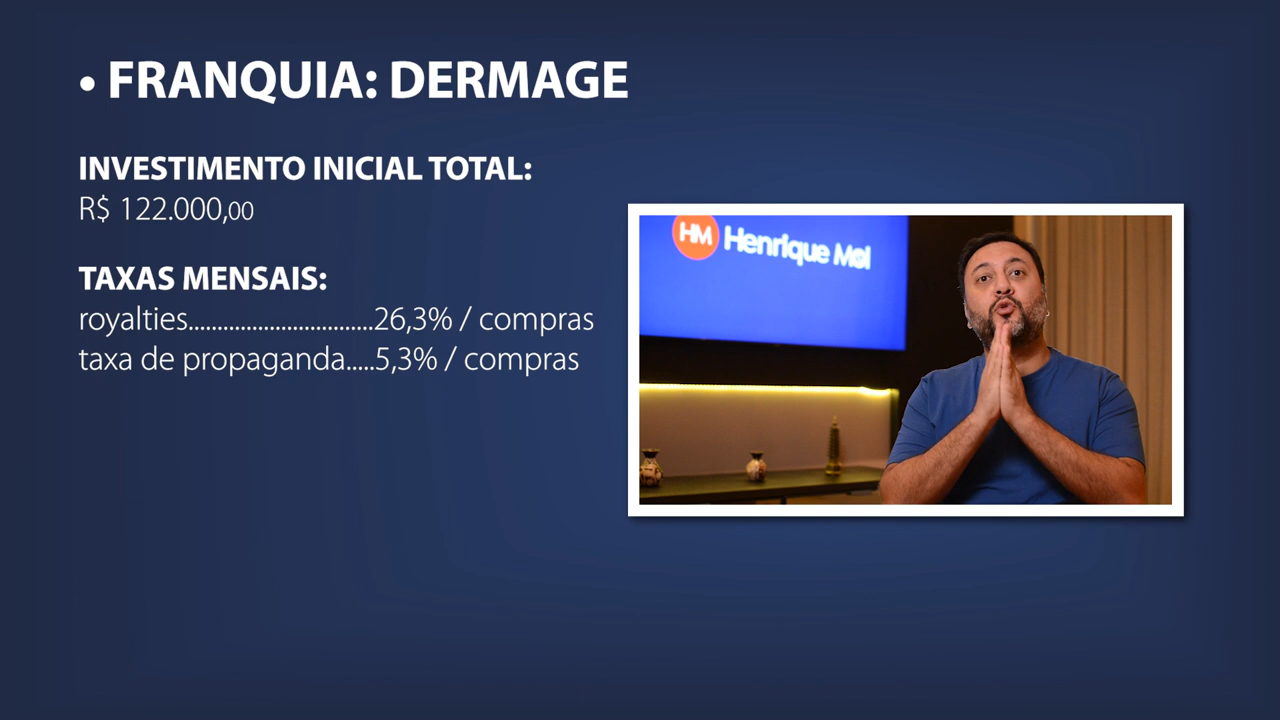 • FRANQUIA: DERMAGE
INVESTIMENTO INICIAL TOTAL:
R$ 122.000,00
TAXAS MENSAIS:
royalties................................26,3% / compras
taxa de propaganda.....5,3% / compras
HM Henrique Mol